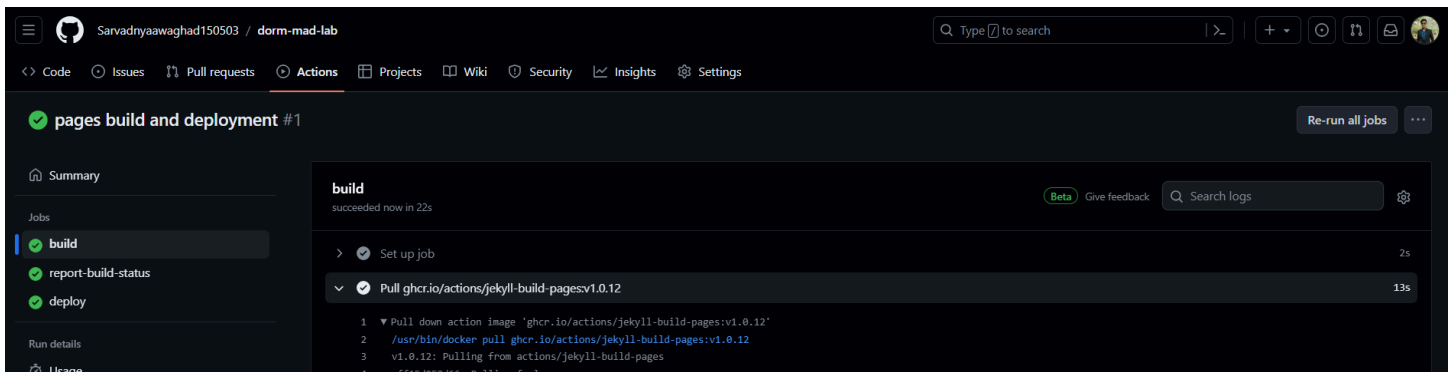 Sarvadnyaawaghad150503 / dorm-mad-lab
Type / to search
Code Issues Pull requests Actions Projects Wiki Security Insights Settings
pages build and deployment #1
Re-run all jobs
Summary
Jobs
build
report-build-status
deploy
Run details
Usage
build
succeeded now in 22s
Beta Give feedback
Search logs
Set up job 2s
Pull ghcr.io/actions/jekyll-build-pages:v1.0.12 13s
1 ▼Pull down action image 'ghcr.io/actions/jekyll-build-pages:v1.0.12'
2 /usr/bin/docker pull ghcr.io/actions/jekyll-build-pages:v1.0.12
3 v1.0.12: Pulling from actions/jekyll-build-pages